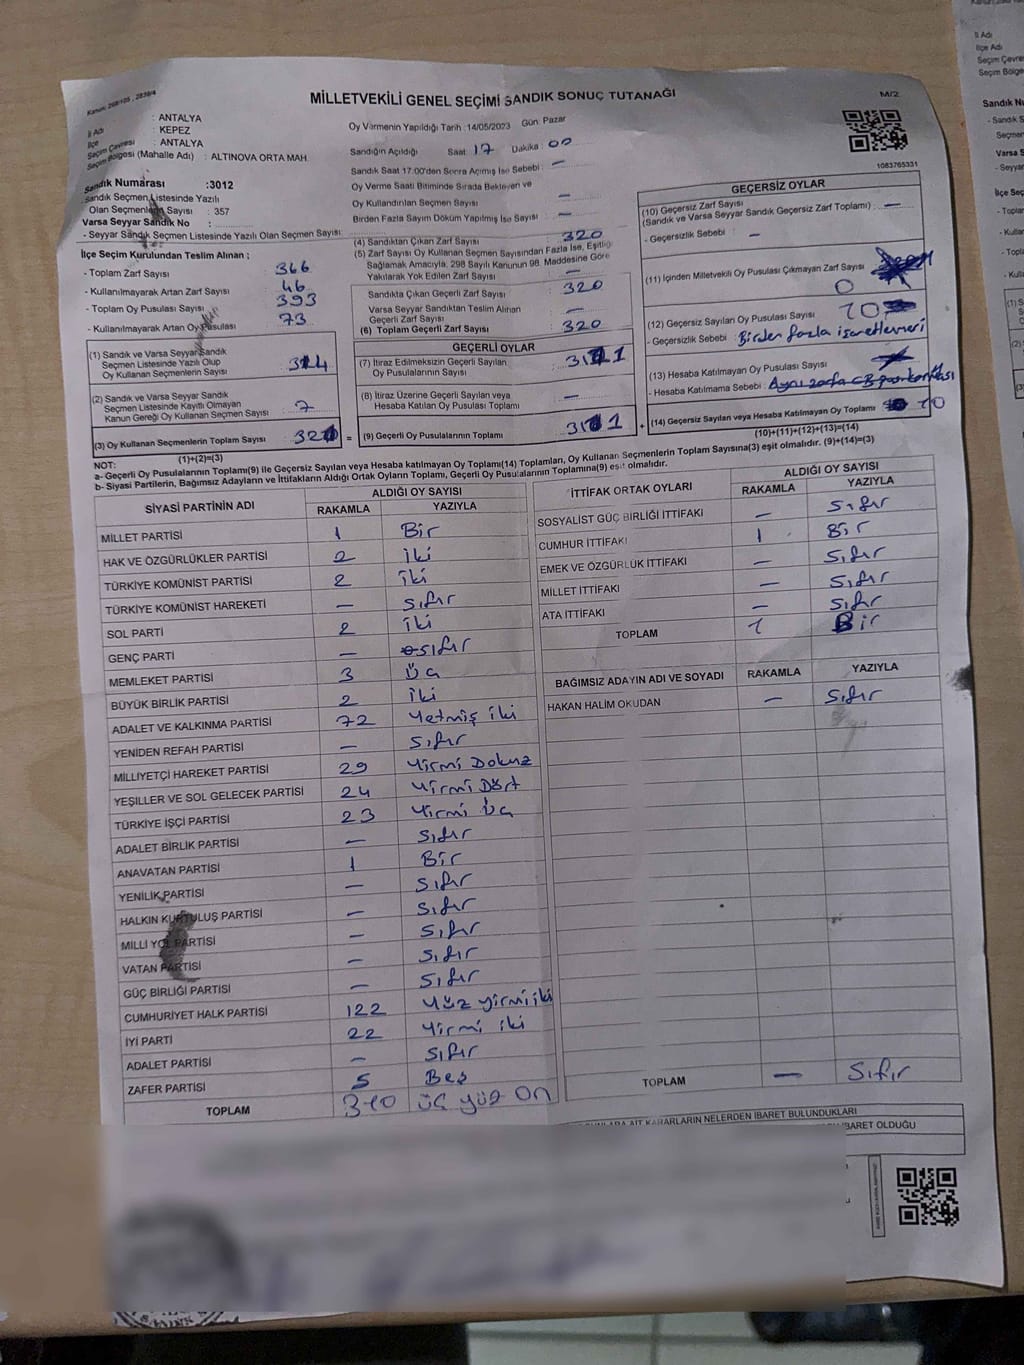 Kanun: 298/105, 2839/4
MİLLETVEKİLİ GENEL SEÇİMİ SANDIK SONUÇ TUTANAĞI
M/2
İl Adı : ANTALYA
İlçe : KEPEZ
Seçim Çevresi : ANTALYA
Seçim Bölgesi (Mahalle Adı) : ALTINOVA ORTA MAH.
Sandık Numarası :3012
Sandık Seçmen Listesinde Yazılı
Olan Seçmenlerin Sayısı : 357
Varsa Seyyar Sandık No :
- Seyyar Sandık Seçmen Listesinde Yazılı Olan Seçmen Sayısı:
Oy Vermenin Yapıldığı Tarih :14/05/2023 Gün: Pazar
Sandığın Açıldığı Saat 17 Dakika : 00
Sandık Saat 17.00'den Sonra Açılmış İse Sebebi : —
Oy Verme Saati Bitiminde Sırada Bekleyen ve
Oy Kullandırılan Seçmen Sayısı : —
Birden Fazla Sayım Döküm Yapılmış İse Sayısı : —
1083765331
İlçe Seçim Kurulundan Teslim Alınan ;
- Toplam Zarf Sayısı : 366
- Kullanılmayarak Artan Zarf Sayısı : 46
- Toplam Oy Pusulası Sayısı : 393
- Kullanılmayarak Artan Oy Pusulası : 73
(1) Sandık ve Varsa Seyyar Sandık
Seçmen Listesinde Yazılı Olup
Oy Kullanan Seçmenlerin Sayısı
(2) Sandık ve Varsa Seyyar Sandık
Seçmen Listesinde Kayıtlı Olmayan
Kanun Gereği Oy Kullanan Seçmen Sayısı : 7
(3) Oy Kullanan Seçmenlerin Toplam Sayısı
(1)+(2)=(3)
(4) Sandıktan Çıkan Zarf Sayısı : 320
(5) Zarf Sayısı Oy Kullanan Seçmen Sayısından Fazla İse, Eşitliği
Sağlamak Amacıyla, 298 Sayılı Kanunun 98. Maddesine Göre
Yakılarak Yok Edilen Zarf Sayısı : —
Sandıkta Çıkan Geçerli Zarf Sayısı : 320
Varsa Seyyar Sandıktan Teslim Alınan
Geçerli Zarf Sayısı : —
(6) Toplam Geçerli Zarf Sayısı : 320
GEÇERLİ OYLAR
(7) İtiraz Edilmeksizin Geçerli Sayılan
Oy Pusulalarının Sayısı
(8) İtiraz Üzerine Geçerli Sayılan veya
Hesaba Katılan Oy Pusulası Toplamı : —
= (9) Geçerli Oy Pusulalarının Toplamı
GEÇERSİZ OYLAR
(10) Geçersiz Zarf Sayısı
(Sandık ve Varsa Seyyar Sandık Geçersiz Zarf Toplamı) : —
- Geçersizlik Sebebi : —
(11) İçinden Milletvekili Oy Pusulası Çıkmayan Zarf Sayısı
0
(12) Geçersiz Sayılan Oy Pusulası Sayısı : 10
- Geçersizlik Sebebi : Birden fazla işaretlemeri
(13) Hesaba Katılmayan Oy Pusulası Sayısı
- Hesaba Katılmama Sebebi :
+ (14) Geçersiz Sayılan veya Hesaba Katılmayan Oy Toplamı 10
(10)+(11)+(12)+(13)=(14)
NOT:
a- Geçerli Oy Pusulalarının Toplamı(9) ile Geçersiz Sayılan veya Hesaba katılmayan Oy Toplamı(14) Toplamları, Oy Kullanan Seçmenlerin Toplam Sayısına(3) eşit olmalıdır. (9)+(14)=(3)
b- Siyasi Partilerin, Bağımsız Adayların ve İttifakların Aldığı Ortak Oyların Toplamı, Geçerli Oy Pusulalarının Toplamına(9) eşit olmalıdır.
SİYASİ PARTİNİN ADI ALDIĞI OY SAYISI
RAKAMLA YAZIYLA
MİLLET PARTİSİ 1 Bir
HAK VE ÖZGÜRLÜKLER PARTİSİ 2 iki
TÜRKİYE KOMÜNİST PARTİSİ 2 iki
TÜRKİYE KOMÜNİST HAREKETİ — sıfır
SOL PARTİ 2 iki
GENÇ PARTİ — sıfır
MEMLEKET PARTİSİ 3 Üç
BÜYÜK BİRLİK PARTİSİ 2 iki
ADALET VE KALKINMA PARTİSİ 72 Yetmiş iki
YENİDEN REFAH PARTİSİ — Sıfır
MİLLİYETÇİ HAREKET PARTİSİ 29 Yirmi Dokuz
YEŞİLLER VE SOL GELECEK PARTİSİ 24 Yirmi Dört
TÜRKİYE İŞÇİ PARTİSİ 23 Yirmi Üç
ADALET BİRLİK PARTİSİ — Sıfır
ANAVATAN PARTİSİ 1 Bir
YENİLİK PARTİSİ — Sıfır
HALKIN KURTULUŞ PARTİSİ — Sıfır
MİLLİ YOL PARTİSİ — Sıfır
VATAN PARTİSİ — Sıfır
GÜÇ BİRLİĞİ PARTİSİ — Sıfır
CUMHURİYET HALK PARTİSİ 122 Yüz yirmi iki
İYİ PARTİ 22 Yirmi iki
ADALET PARTİSİ — Sıfır
ZAFER PARTİSİ 5 Beş
TOPLAM 310 üç yüz on
İTTİFAK ORTAK OYLARI ALDIĞI OY SAYISI
RAKAMLA YAZIYLA
SOSYALİST GÜÇ BİRLİĞİ İTTİFAKI — Sıfır
CUMHUR İTTİFAKI 1 Bir
EMEK VE ÖZGÜRLÜK İTTİFAKI — Sıfır
MİLLET İTTİFAKI — Sıfır
ATA İTTİFAKI — Sıfır
TOPLAM 1 Bir
BAĞIMSIZ ADAYIN ADI VE SOYADI RAKAMLA YAZIYLA
HAKAN HALİM OKUDAN — Sıfır
TOPLAM — Sıfır
AİT KARARLARIN NELERDEN İBARET BULUNDUKLARI
İBARET OLDUĞU